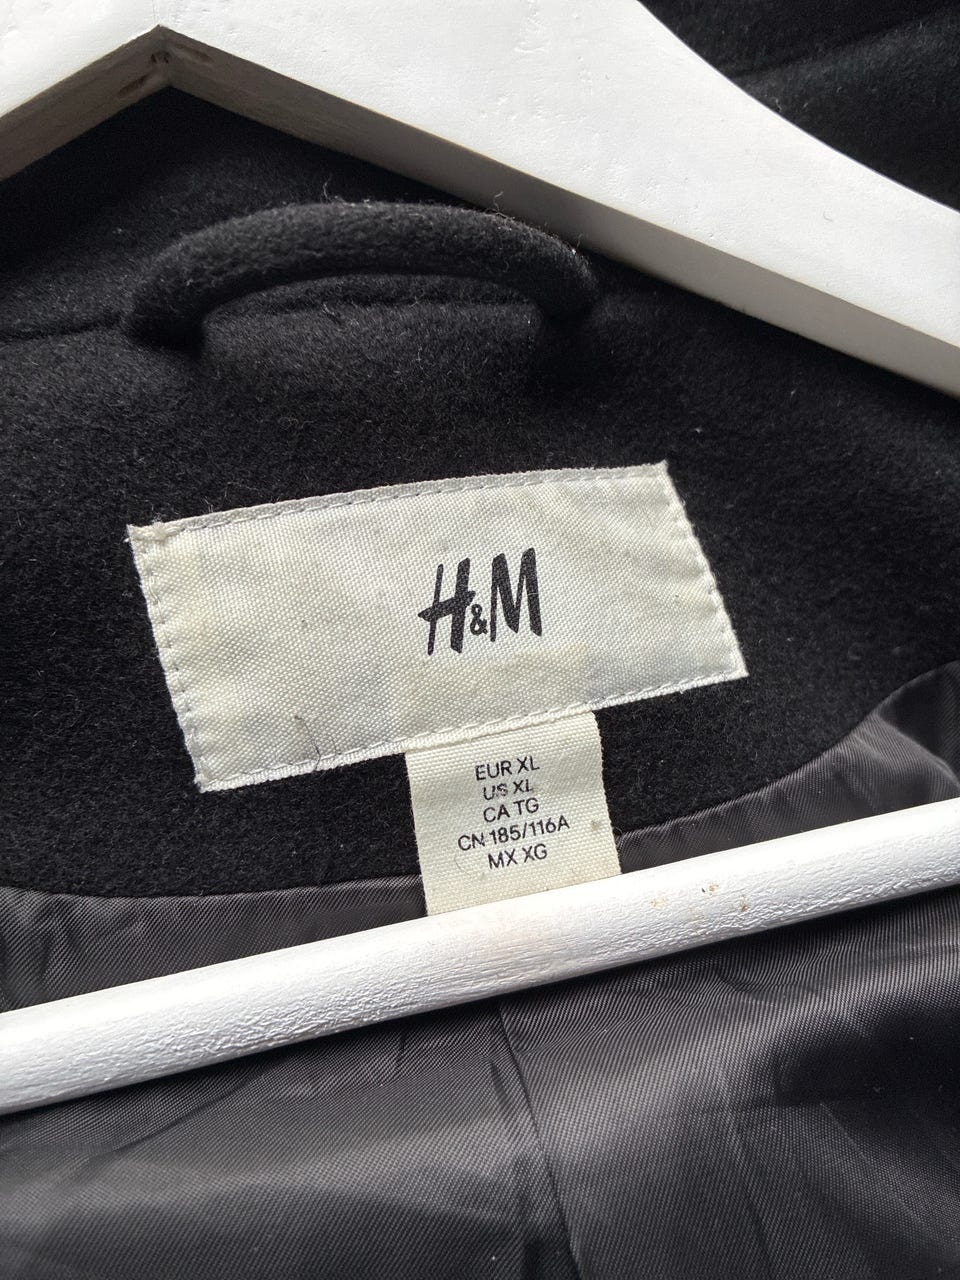 H&M
EUR XL
US XL
CA TG
CN 185/116A
MX XG